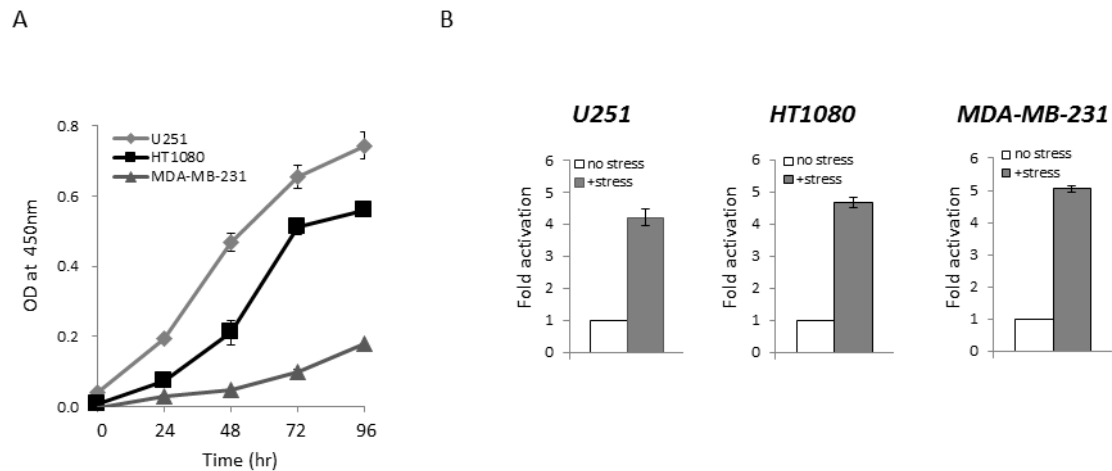 A
B
U251
HT1080
MDA-MB-231
0.8
0.6
0.4
0.2
0.0
OD at 450nm
U251
HT1080
MDA-MB-231
0 24 48 72 96
Time (hr)
6
5
4
3
2
1
0
Fold activation
no stress
+stress
6
5
4
3
2
1
0
Fold activation
no stress
+stress
6
5
4
3
2
1
0
Fold activation
no stress
+stress